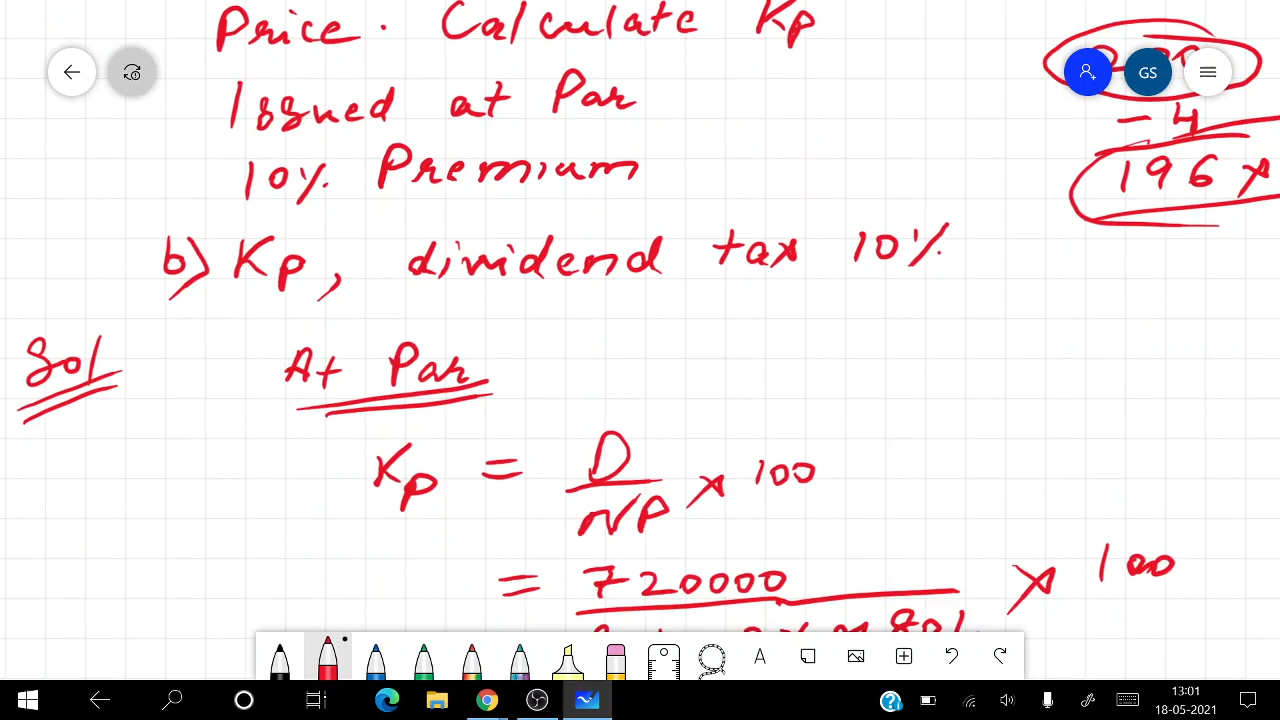 Price. Calculate Kp
Issued at Par
10% Premium
b) Kp, dividend tax 10%
- 4
196
GS
Sol
At Par
Kp = D/NP × 100
= 720000 × 100
A
13:01
18-05-2021